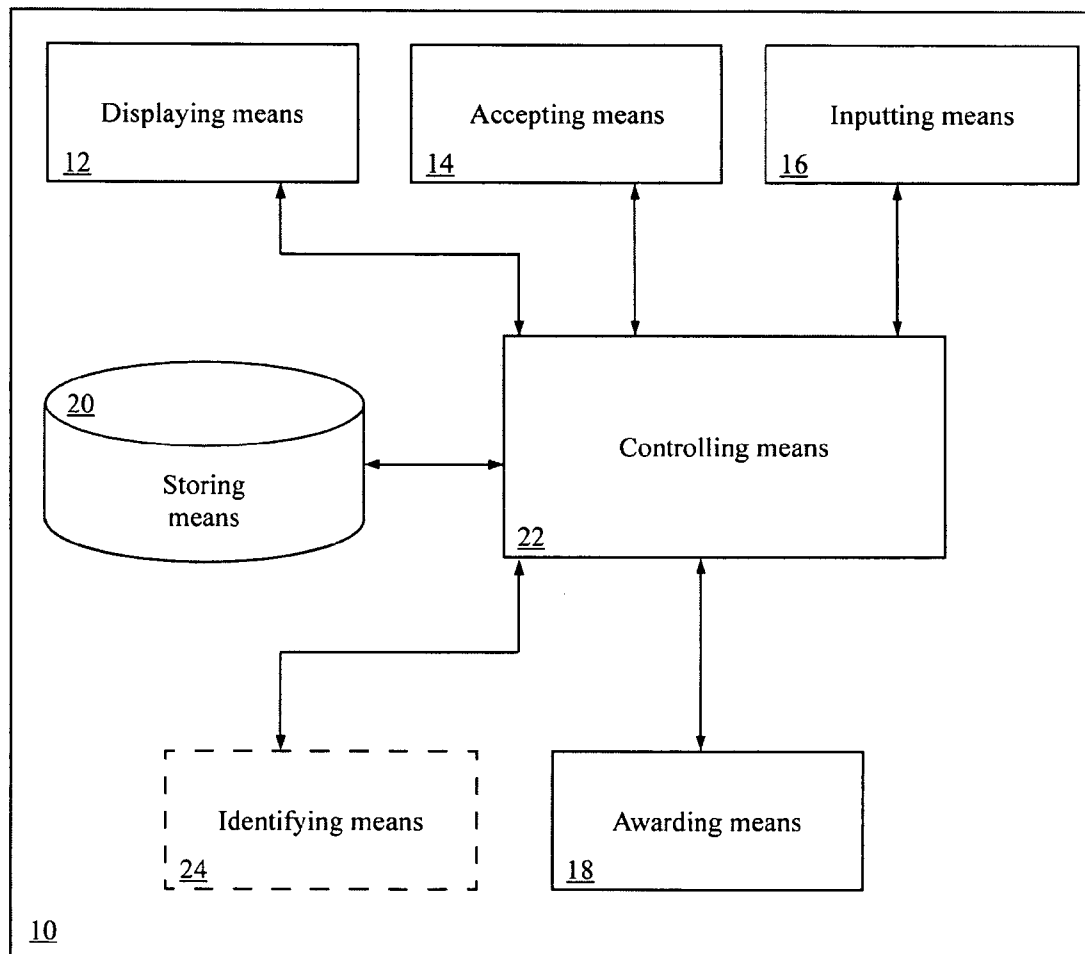 Displaying means
12
Accepting means
14
Inputting means
16
20
Storing
means
Controlling means
22
Identifying means
24
Awarding means
18
10